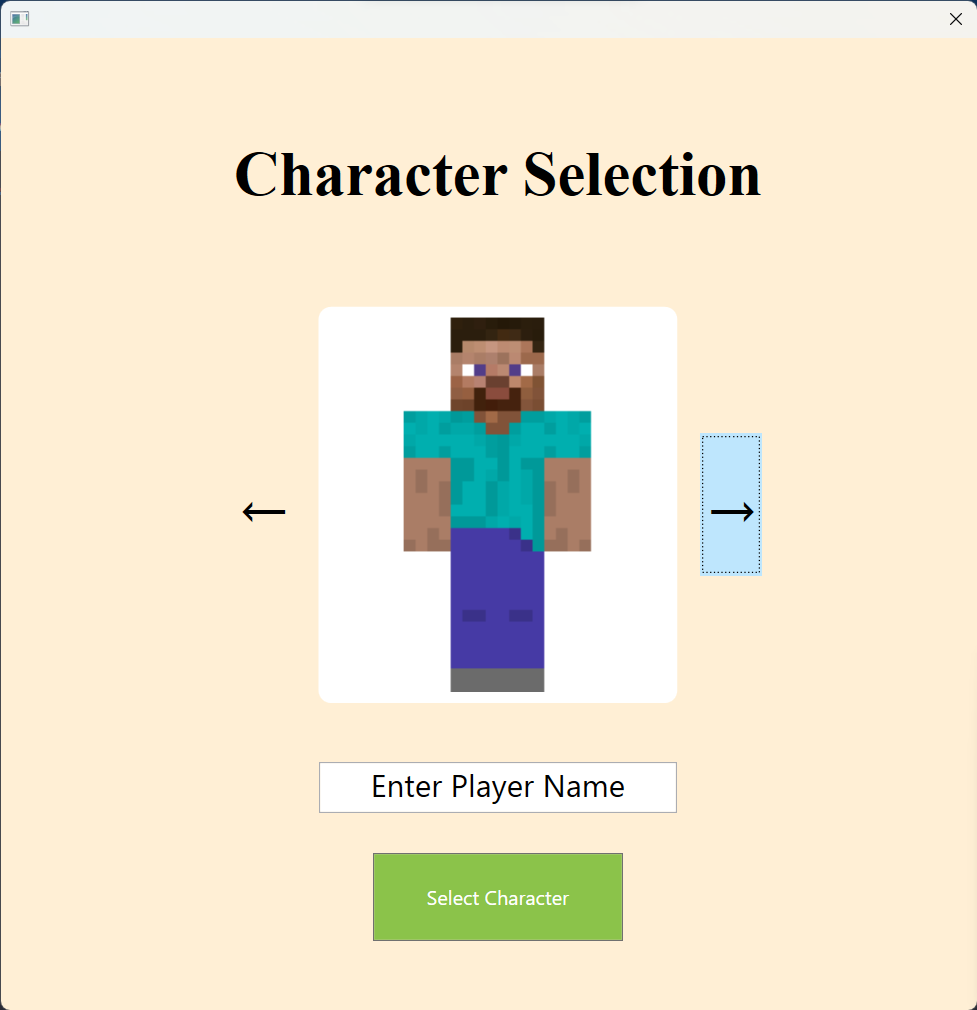 Character Selection
← →
Enter Player Name
Select Character